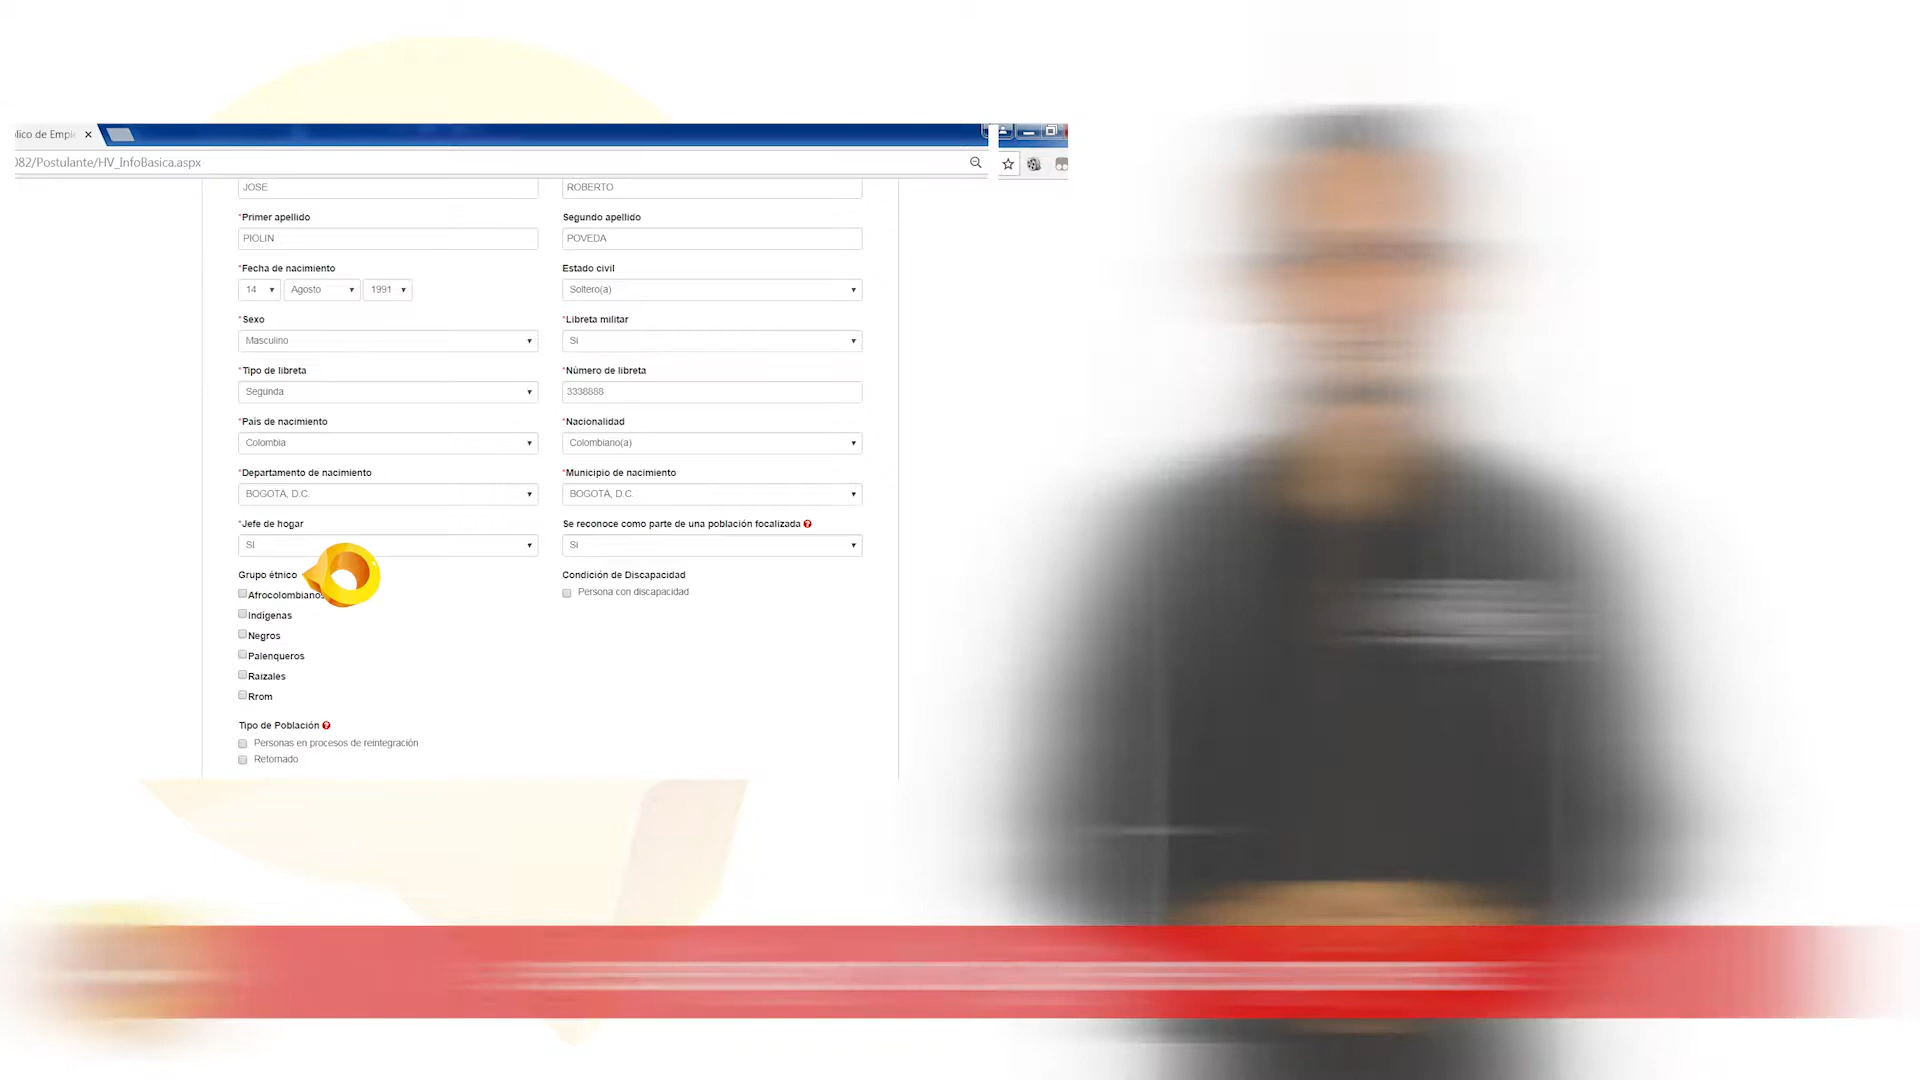 olico de Empl
082/Postulante/HV_InfoBasica.aspx
JOSE ROBERTO
*Primer apellido Segundo apellido
PIOLIN POVEDA
*Fecha de nacimiento Estado civil
14 Agosto 1991 Soltero(a)
*Sexo *Libreta militar
Masculino Si
*Tipo de libreta *Número de libreta
Segunda 3338888
*País de nacimiento *Nacionalidad
Colombia Colombiano(a)
*Departamento de nacimiento *Municipio de nacimiento
BOGOTÁ, D.C. BOGOTÁ, D.C.
*Jefe de hogar Se reconoce como parte de una población focalizada ?
SI Si
Grupo étnico Condición de Discapacidad
Afrocolombianos Persona con discapacidad
Indígenas
Negros
Palenqueros
Raizales
Rrom
Tipo de Población ?
Personas en procesos de reintegración
Retornado